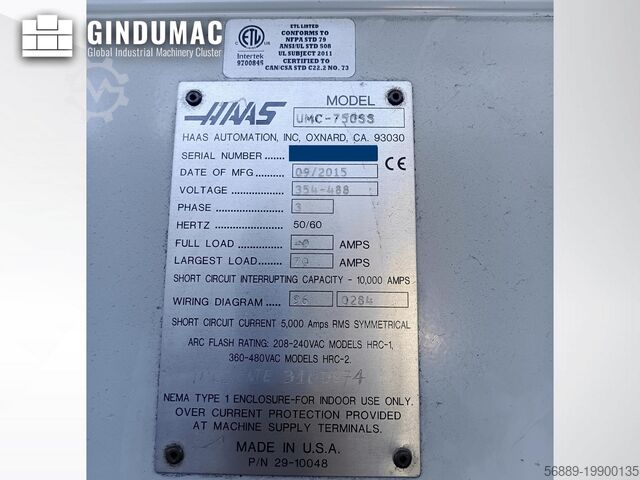 GINDUMAC
Global Industrial Machinery Cluster
ETL LISTED
CONFORMS TO
NFPA STD 79
ANSI/UL STD 508
UL SUBJECT 2011
CERTIFIED TO
CAN/CSA STD C22.2 NO. 73
ETL
Intertek
9700845
HAAS MODEL
UMC-750SS
HAAS AUTOMATION, INC, OXNARD, CA. 93030
SERIAL NUMBER
CE
DATE OF MFG 09/2015
VOLTAGE 354-488
PHASE 3
HERTZ 50/60
FULL LOAD AMPS
LARGEST LOAD AMPS
SHORT CIRCUIT INTERRUPTING CAPACITY - 10,000 AMPS
WIRING DIAGRAM 96 0284
SHORT CIRCUIT CURRENT 5,000 Amps RMS SYMMETRICAL
ARC FLASH RATING: 208-240VAC MODELS HRC-1,
360-480VAC MODELS HRC-2.
NEMA TYPE 1 ENCLOSURE-FOR INDOOR USE ONLY.
OVER CURRENT PROTECTION PROVIDED
AT MACHINE SUPPLY TERMINALS.
MADE IN U.S.A.
P/N 29-10048
56889-19900135